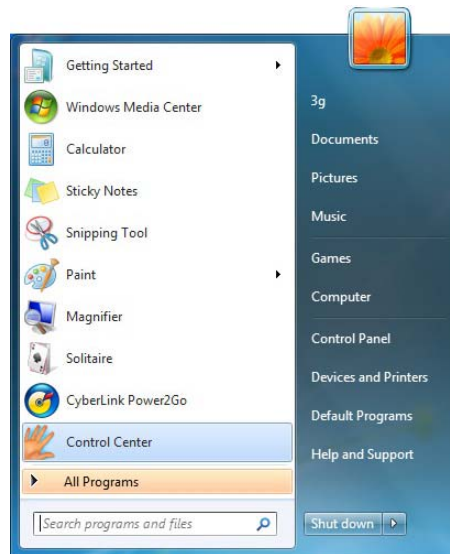 Getting Started
Windows Media Center
Calculator
Sticky Notes
Snipping Tool
Paint
Magnifier
Solitaire
CyberLink Power2Go
Control Center
All Programs
Search programs and files
3g
Documents
Pictures
Music
Games
Computer
Control Panel
Devices and Printers
Default Programs
Help and Support
Shut down